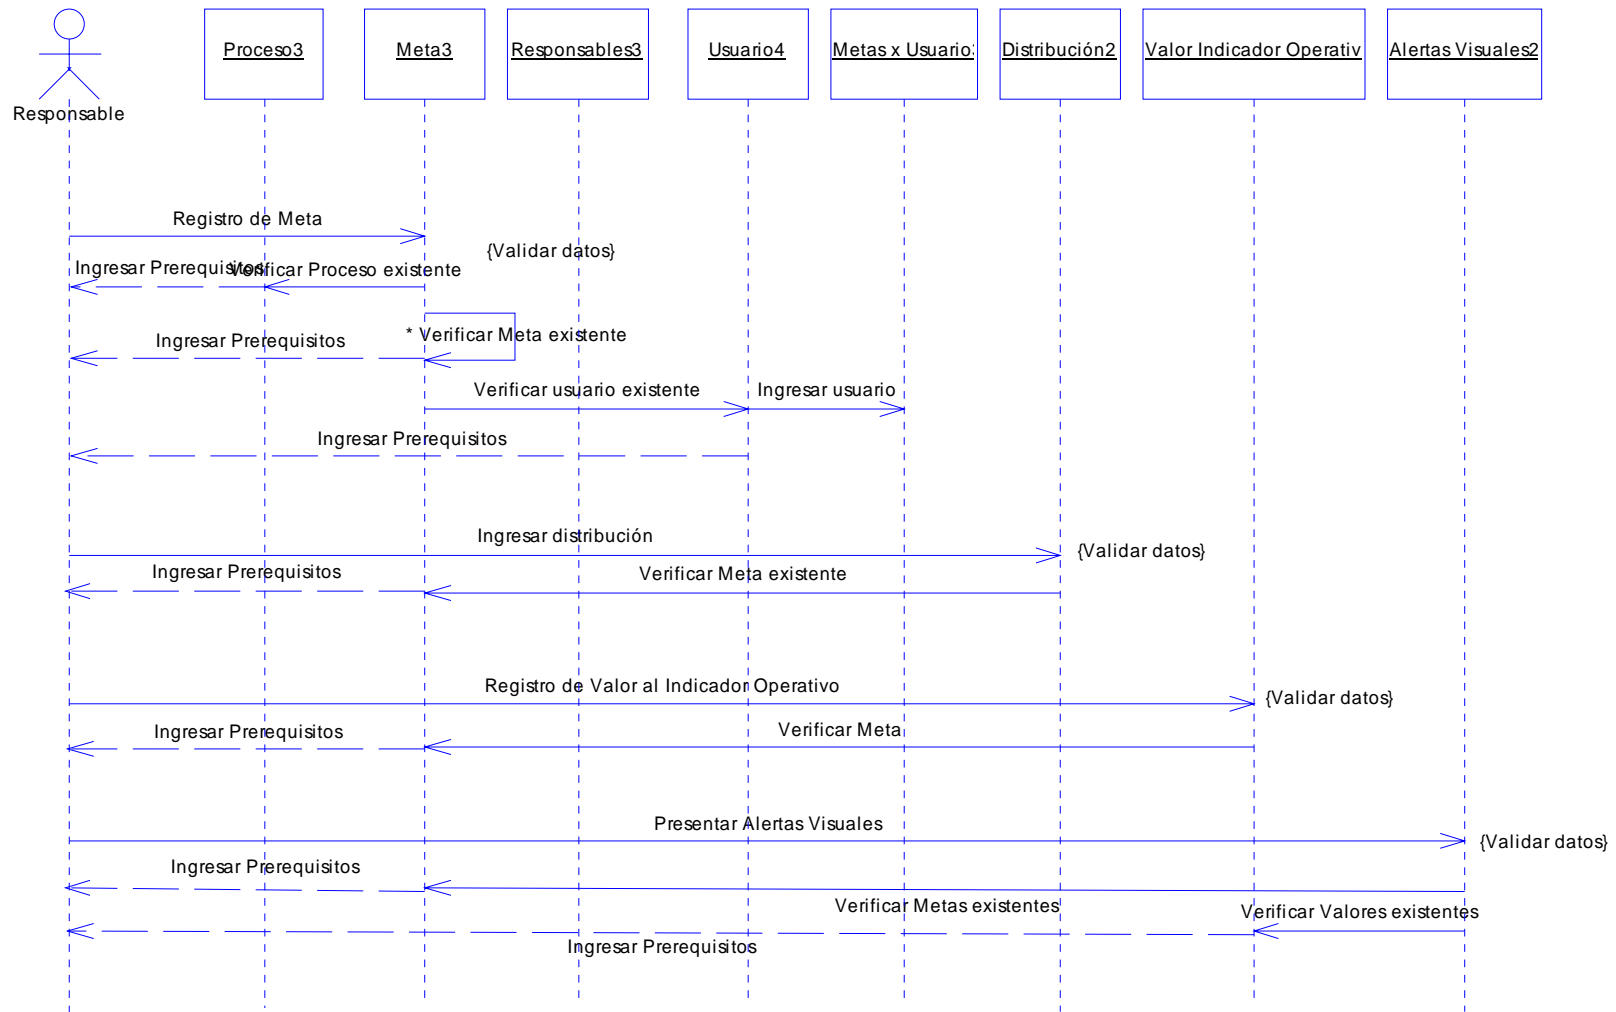 Proceso3
Meta3
Responsables3
Usuario4
Metas x Usuario
Distribución2
Valor Indicador Operativ
Alertas Visuales2
Responsable
Registro de Meta
{Validar datos}
Ingresar Prerequisitos
Verificar Proceso existente
* Verificar Meta existente
Ingresar Prerequisitos
Verificar usuario existente
Ingresar usuario
Ingresar Prerequisitos
Ingresar distribución
{Validar datos}
Ingresar Prerequisitos
Verificar Meta existente
Registro de Valor al Indicador Operativo
{Validar datos}
Ingresar Prerequisitos
Verificar Meta
Presentar Alertas Visuales
{Validar datos}
Ingresar Prerequisitos
Verificar Metas existentes
Verificar Valores existentes
Ingresar Prerequisitos